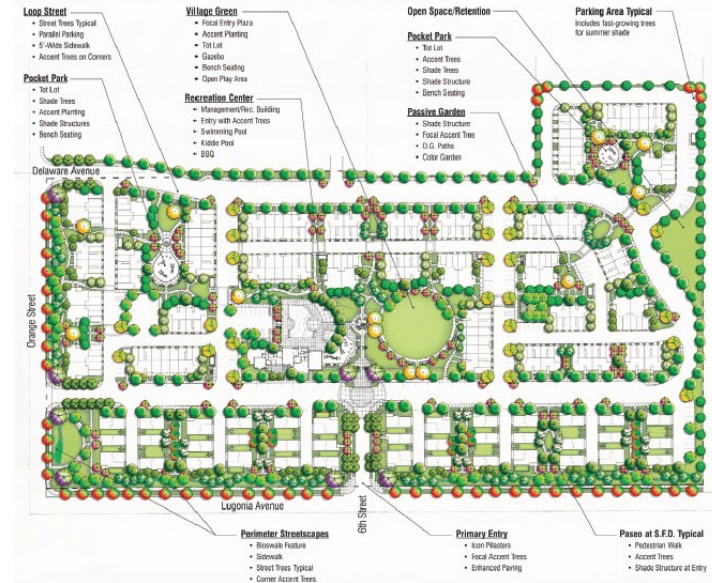 Loop Street
• Street Trees Typical
• Parallel Parking
• 5'-Wide Sidewalk
• Accent Trees on Corners
Pocket Park
• Tot Lot
• Shade Trees
• Accent Planting
• Shade Structures
• Bench Seating
Village Green
• Focal Entry Plaza
• Accent Planting
• Tot Lot
• Gazebo
• Bench Seating
• Open Play Area
Recreation Center
• Management/Rec. Building
• Entry with Accent Trees
• Swimming Pool
• Kiddie Pool
• BBQ
Open Space/Retention
Pocket Park
• Tot Lot
• Accent Trees
• Shade Trees
• Shade Structure
• Bench Seating
Passive Garden
• Shade Structure
• Focal Accent Tree
• D.G. Paths
• Color Garden
Parking Area Typical
Includes fast-growing trees
for summer shade
Delaware Avenue
Orange Street
Lugonia Avenue
6th Street
Perimeter Streetscapes
• Bioswale Feature
• Sidewalk
• Street Trees Typical
• Corner Accent Trees
Primary Entry
• Icon Pilasters
• Focal Accent Trees
• Enhanced Paving
Paseo at S.F.D. Typical
• Pedestrian Walk
• Accent Trees
• Shade Structure at Entry